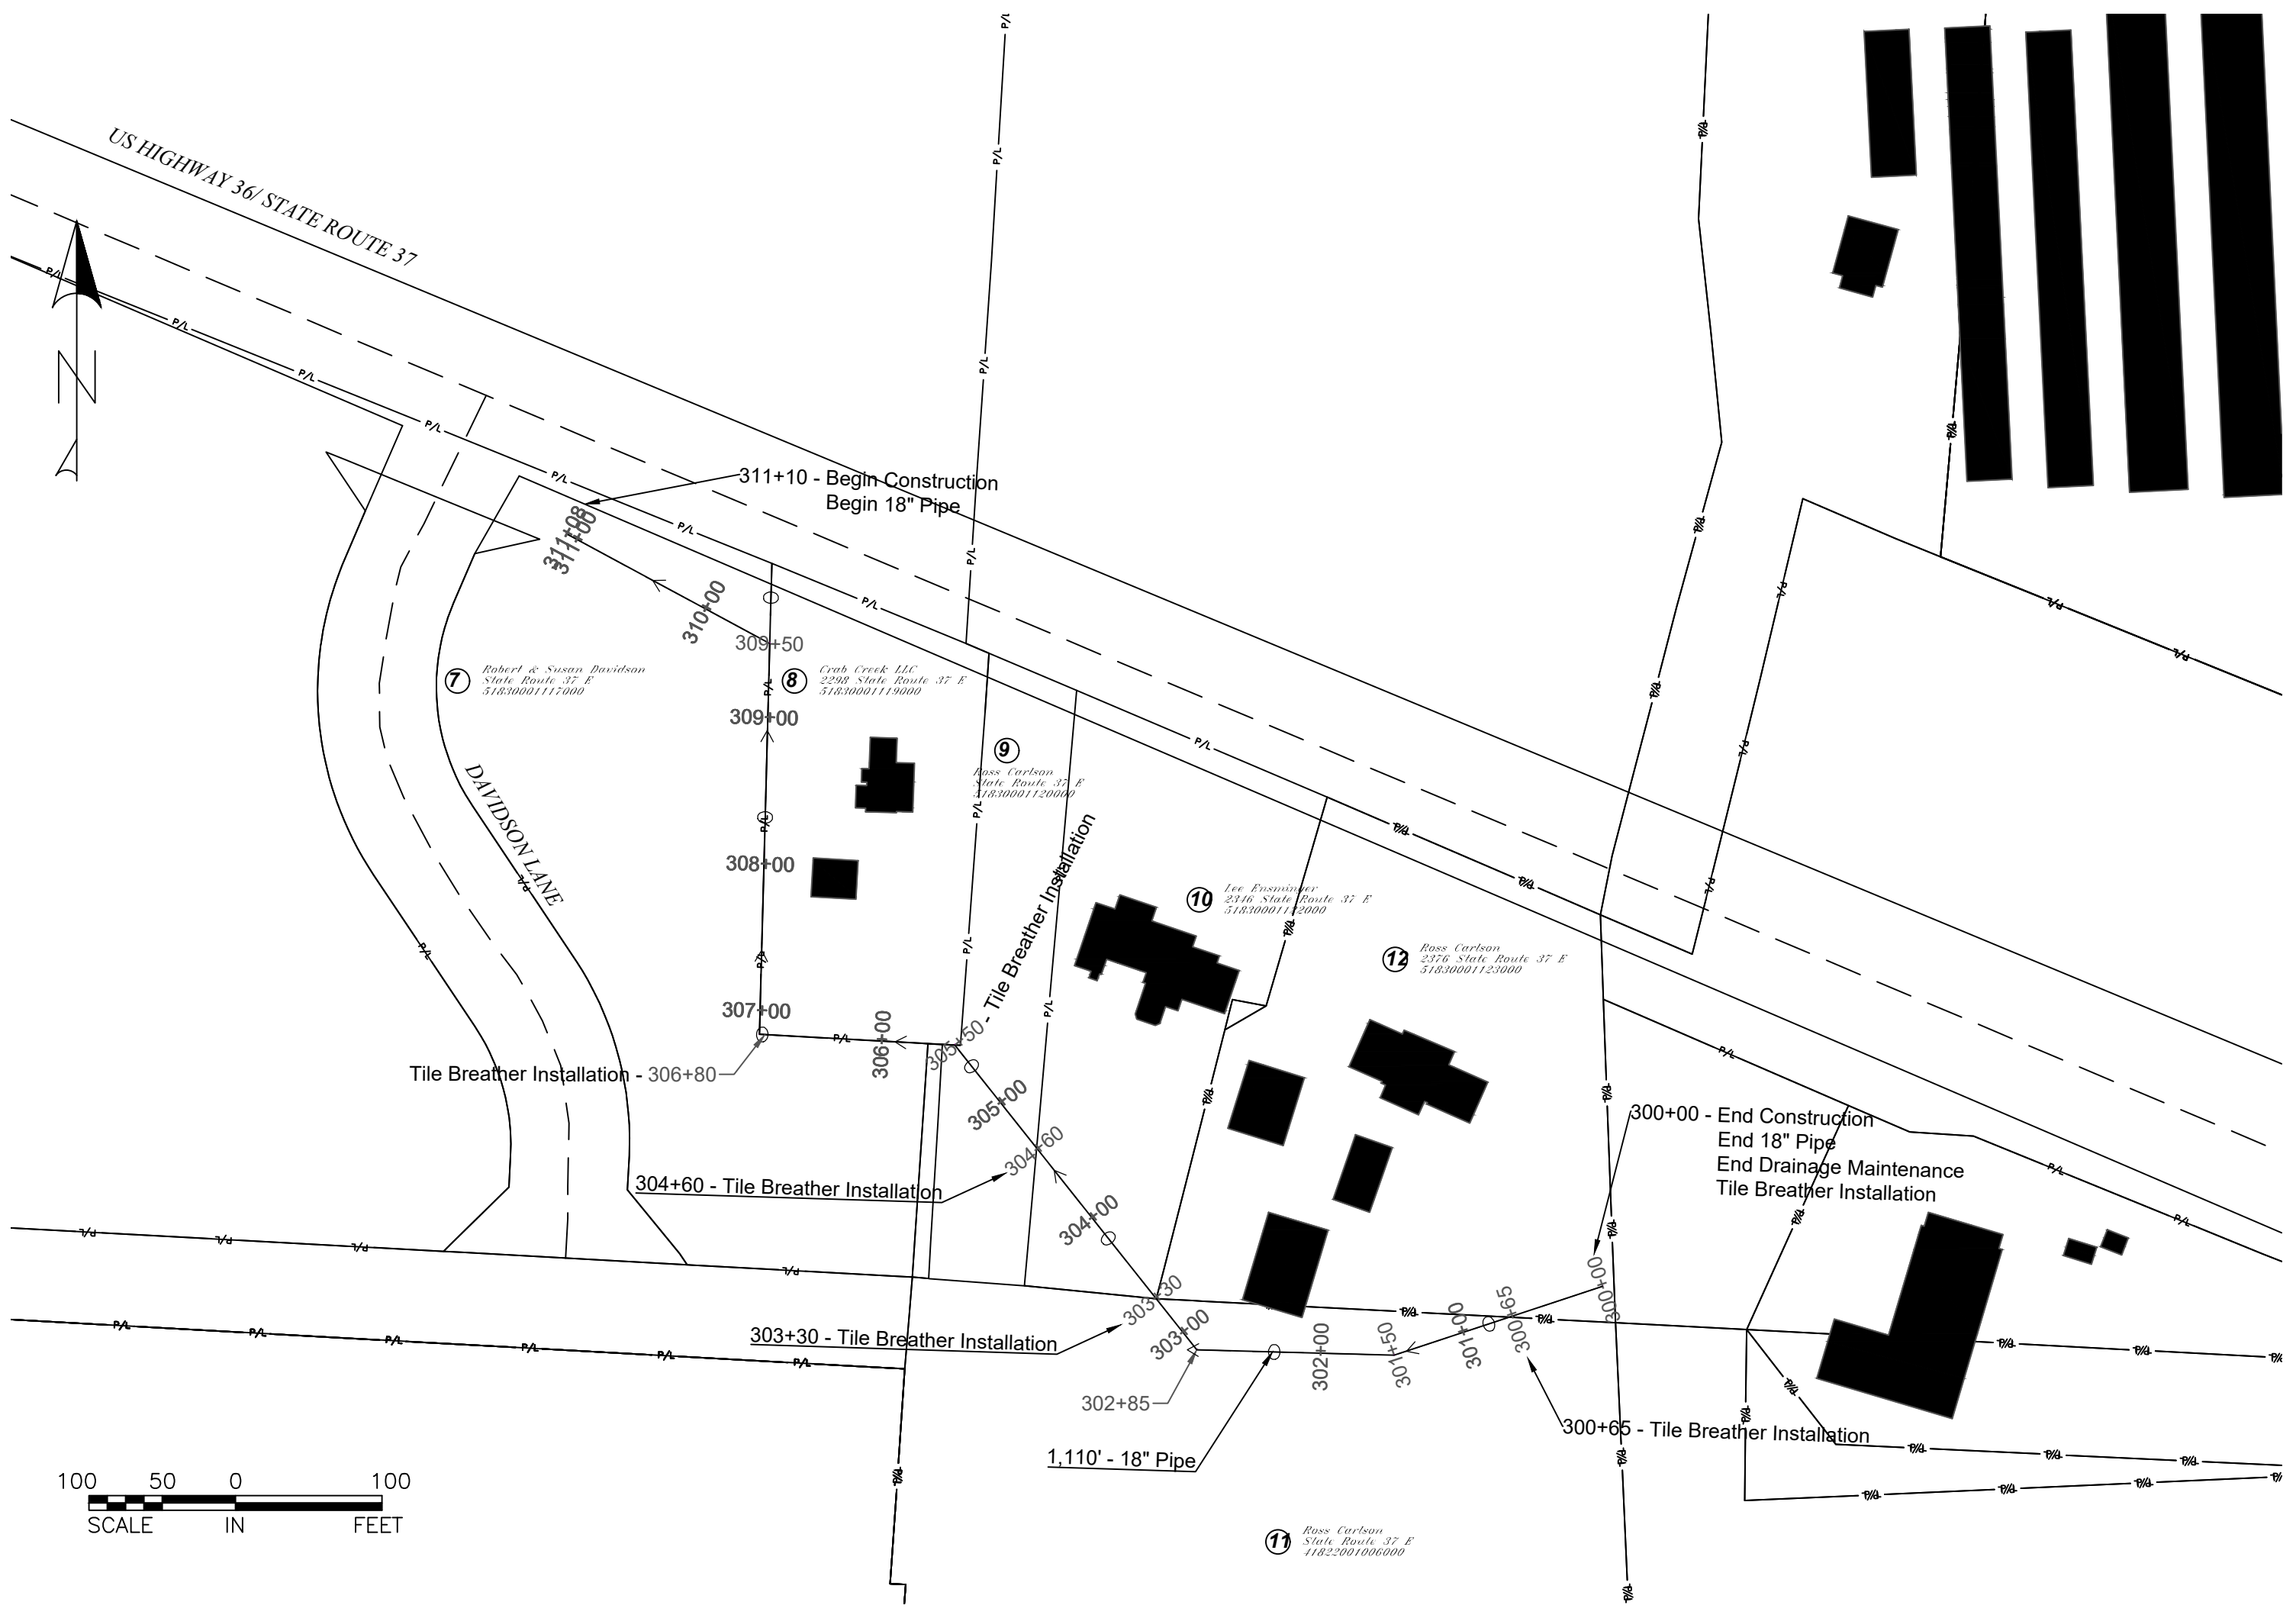 US HIGHWAY 36/ STATE ROUTE 37
N
311+10 - Begin Construction
Begin 18" Pipe
311+08
311+00
310+00
309+50
7
Robert & Susan Davidson
State Route 37 E
51830001117000
8
Crab Creek LLC
2298 State Route 37 E
51830001119000
309+00
9
Ross Carlson
State Route 37 E
51830001120000
DAVIDSON LANE
308+00
10
Lee Ensminger
2346 State Route 37 E
51830001122000
12
Ross Carlson
2376 State Route 37 E
51830001123000
307+00
306+00
305+50 - Tile Breather Installation
Tile Breather Installation - 306+80
305+00
304+60
304+60 - Tile Breather Installation
304+00
300+00 - End Construction
End 18" Pipe
End Drainage Maintenance
Tile Breather Installation
303+30
303+30 - Tile Breather Installation
303+00
302+85
302+00
301+50
301+00
300+65
300+00
300+65 - Tile Breather Installation
1,110' - 18" Pipe
11
Ross Carlson
State Route 37 E
41822001006000
100 50 0 100
SCALE IN FEET
P/L